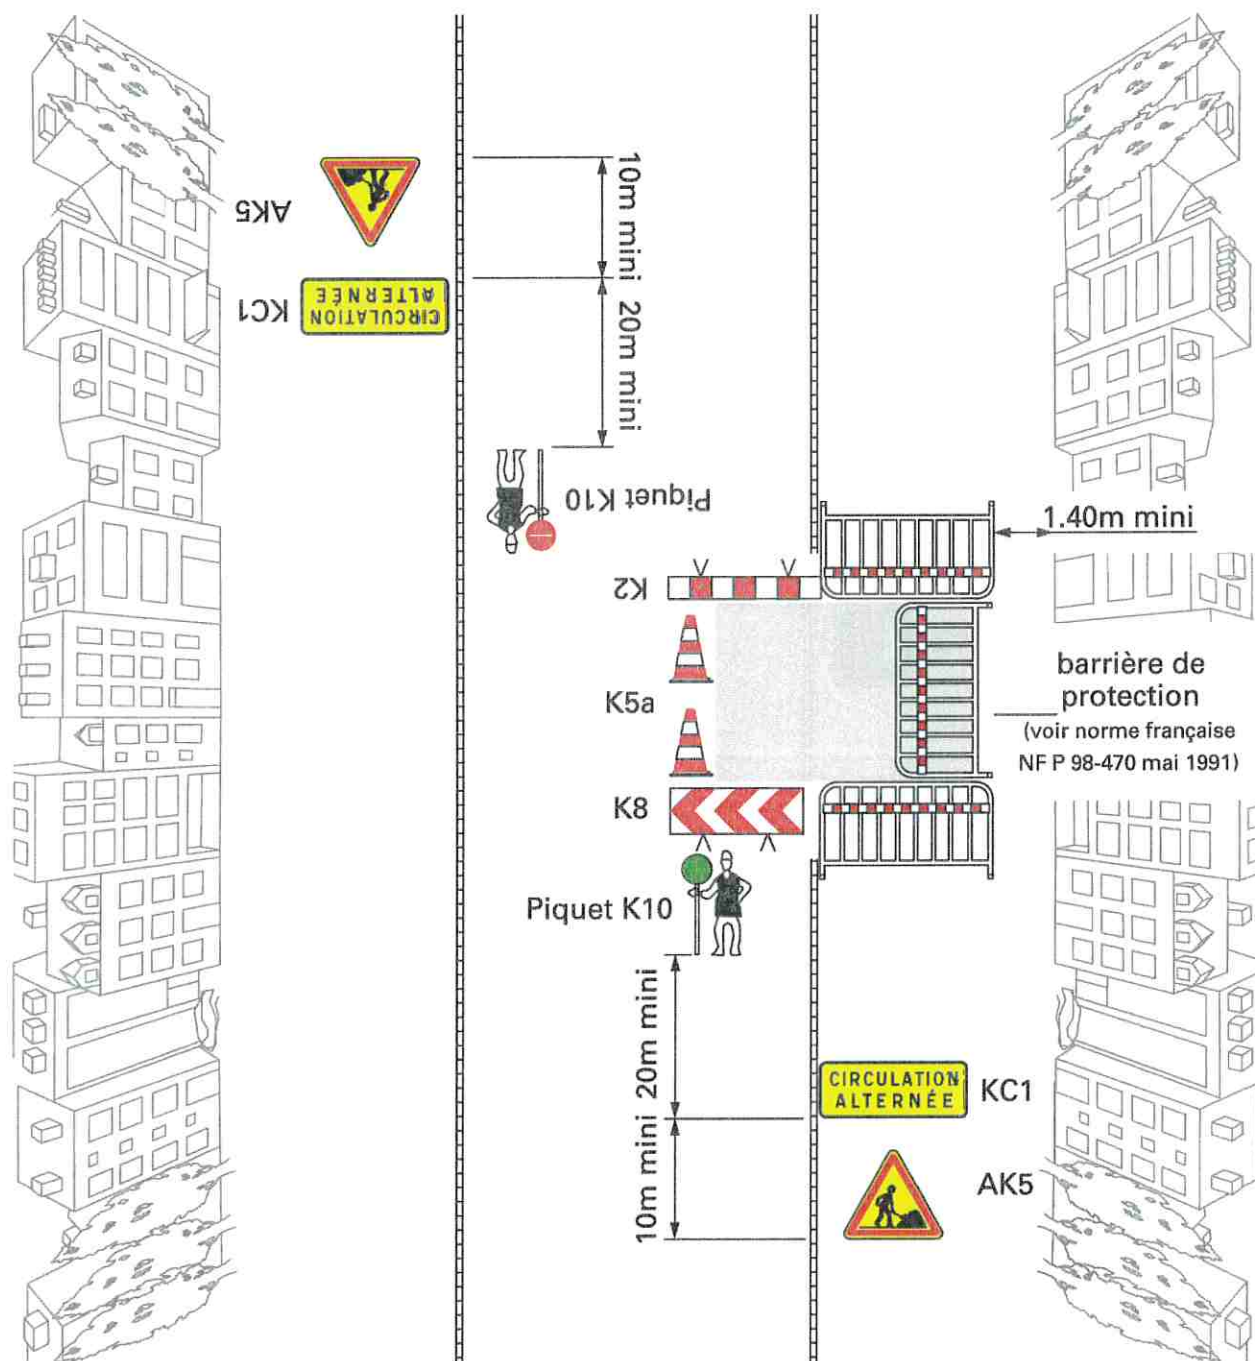 AK5
10m mini
KC1
CIRCULATION
ALTERNÉE
20m mini
Piquet K10
1.40m mini
K2
K5a
barrière de
protection
(voir norme française
NF P 98-470 mai 1991)
K8
Piquet K10
20m mini
CIRCULATION
ALTERNÉE
KC1
10m mini
AK5